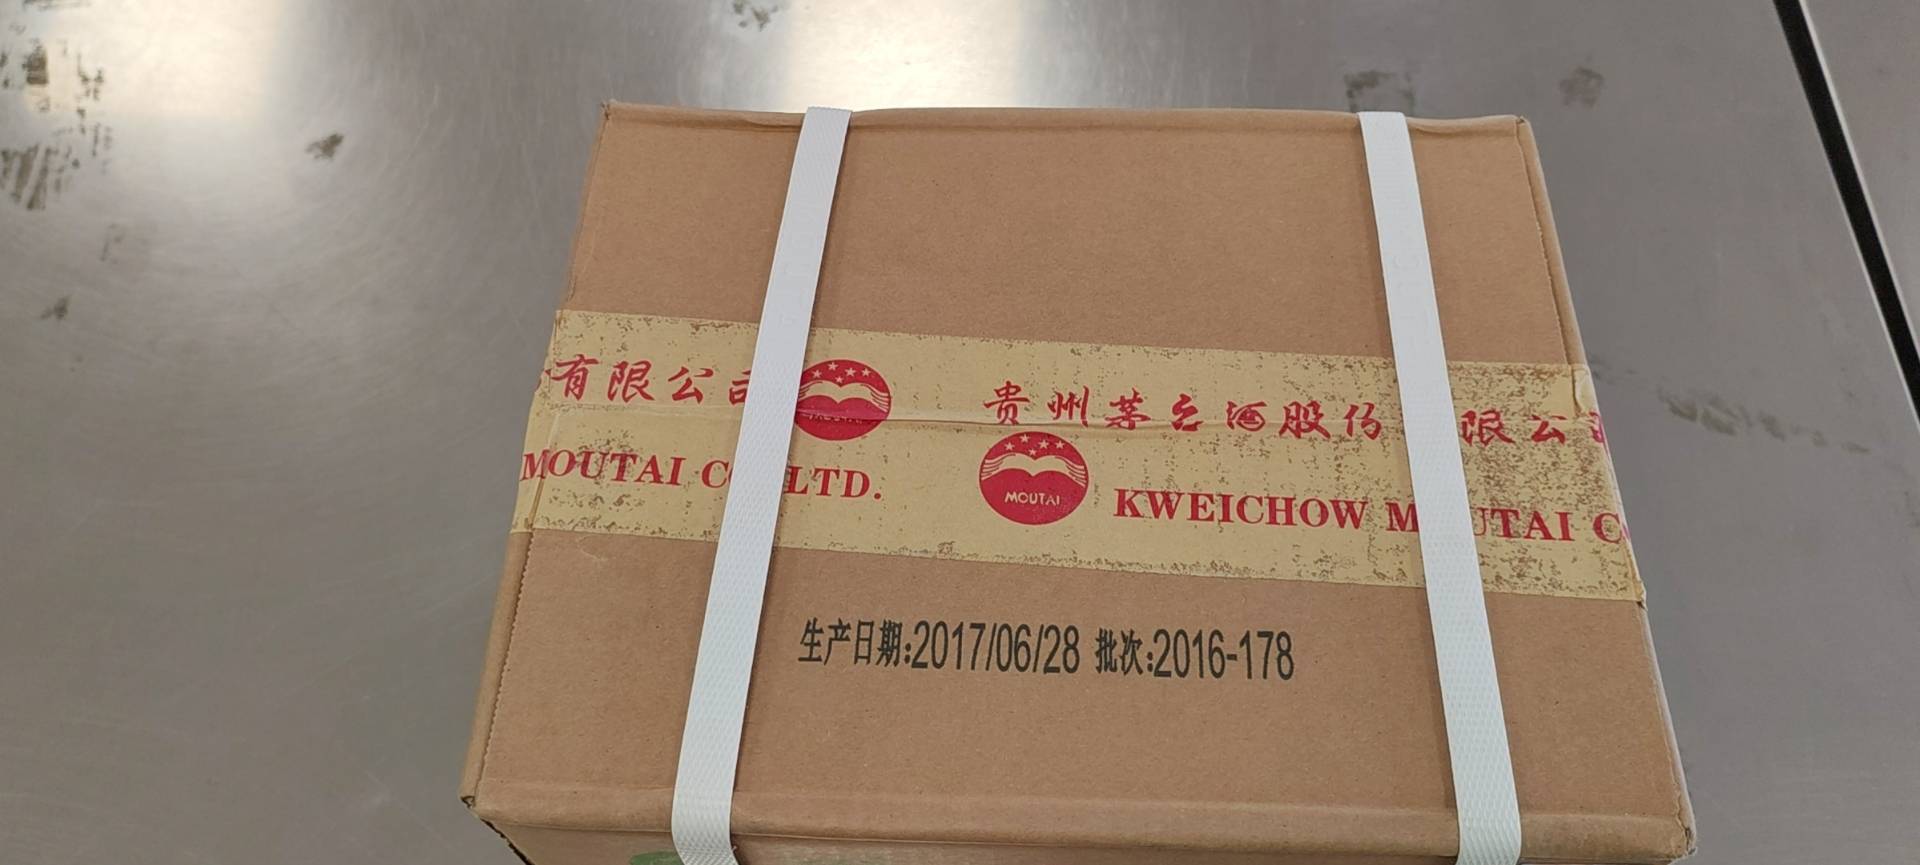 有限公司
贵州茅台酒股份 限公
MOUTAI C LTD.
MOUTAI
KWEICHOW M UTAI C
生产日期:2017/06/28 批次:2016-178